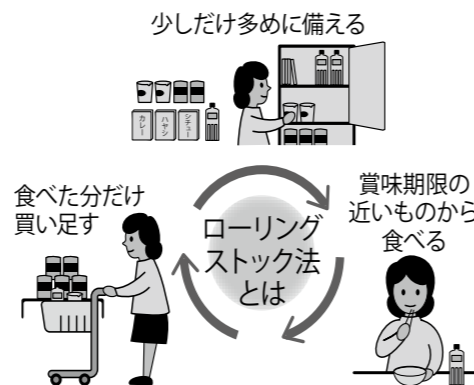 少しだけ多めに備える
カレー
ハヤシ
シチュー
食べた分だけ
買い足す
ローリング
ストック法
とは
賞味期限の
近いものから
食べる